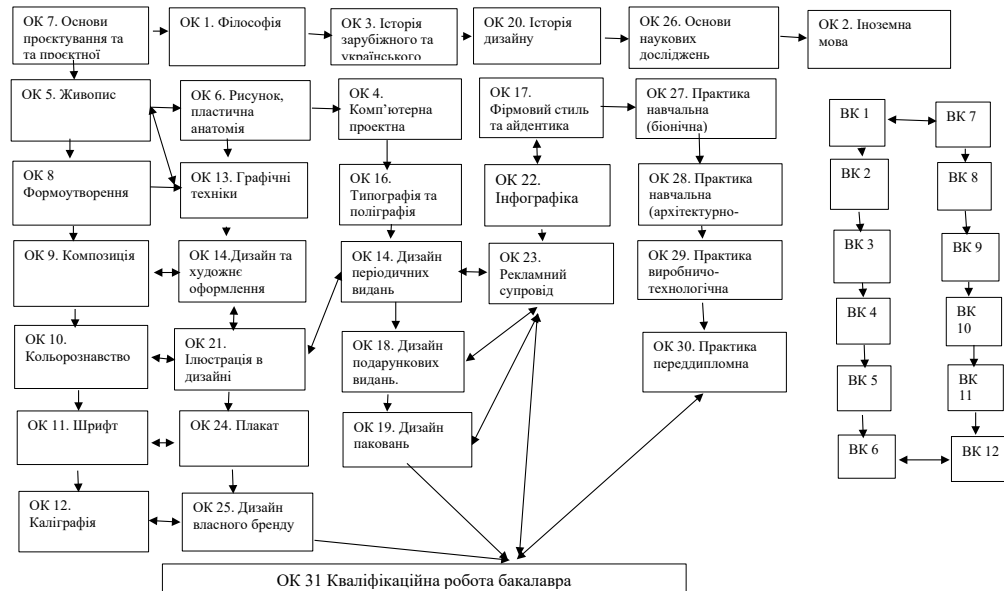 ОК 7. Основи
проєктування та
та проєктної
ОК 1. Філософія
ОК 3. Історія
зарубіжного та
українського
ОК 20. Історія
дизайну
ОК 26. Основи
наукових
досліджень
ОК 2. Іноземна
мова
ОК 5. Живопис
ОК 6. Рисунок,
пластична
анатомія
ОК 4.
Комп’ютерна
проектна
ОК 17.
Фірмовий стиль
та айдентика
ОК 27. Практика
навчальна
(біонічна)
ВК 1
ВК 7
ОК 8
Формоутворення
ОК 13. Графічні
техніки
ОК 16.
Типографія та
поліграфія
ОК 22.
Інфографіка
ОК 28. Практика
навчальна
(архітектурно-
ВК 2
ВК 8
ОК 9. Композиція
ОК 14.Дизайн та
художнє
оформлення
ОК 14. Дизайн
періодичних
видань
ОК 23.
Рекламний
супровід
ОК 29. Практика
виробничо-
технологічна
ВК 3
ВК 9
ОК 10.
Кольорознавство
ОК 21.
Ілюстрація в
дизайні
ОК 18. Дизайн
подарункових
видань.
ОК 30. Практика
переддипломна
ВК 4
ВК
10
ОК 11. Шрифт
ОК 24. Плакат
ОК 19. Дизайн
паковань
ВК 5
ВК
11
ОК 12.
Каліграфія
ОК 25. Дизайн
власного бренду
ВК 6
ВК 12
ОК 31 Кваліфікаційна робота бакалавра